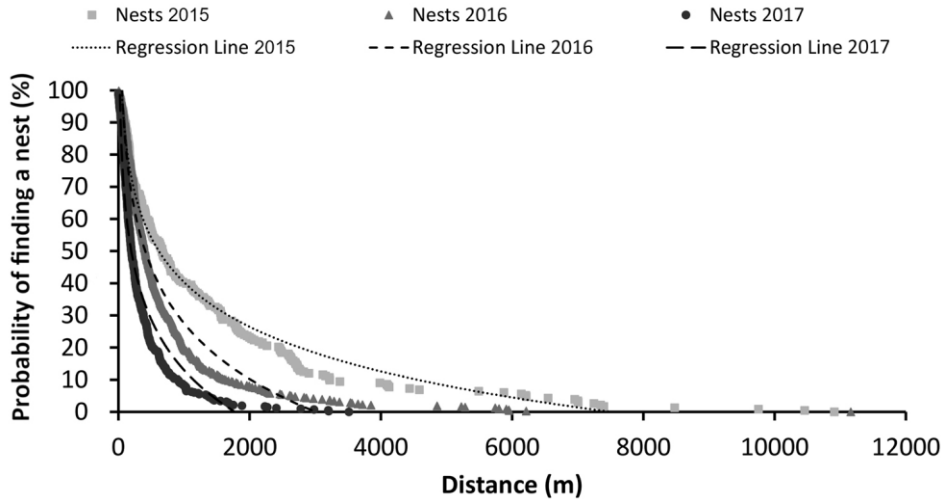 Nests 2015 Nests 2016 Nests 2017
Regression Line 2015 Regression Line 2016 Regression Line 2017
Probability of finding a nest (%)
100
90
80
70
60
50
40
30
20
10
0
0 2000 4000 6000 8000 10000 12000
Distance (m)